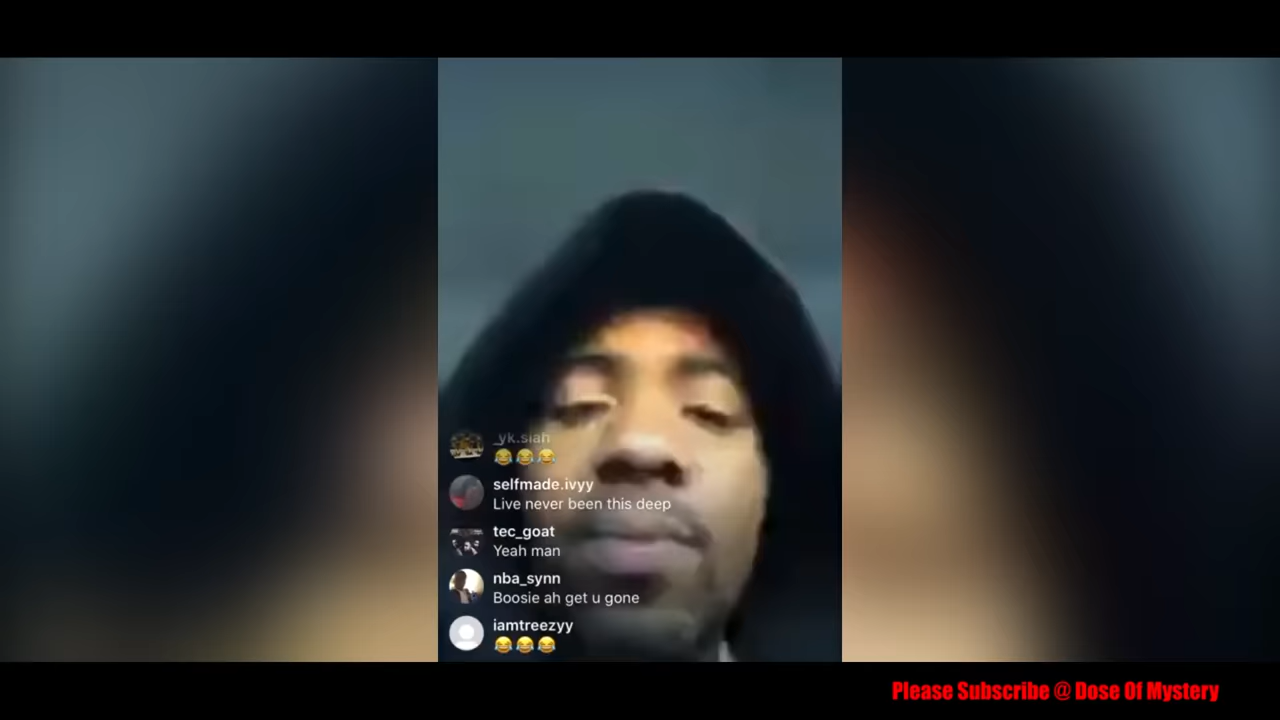 _yk.siah
😂😂😂
selfmade.ivyy
Live never been this deep
tec_goat
Yeah man
nba_synn
Boosie ah get u gone
iamtreezyy
😂😂😂
Please Subscribe @ Dose Of Mystery